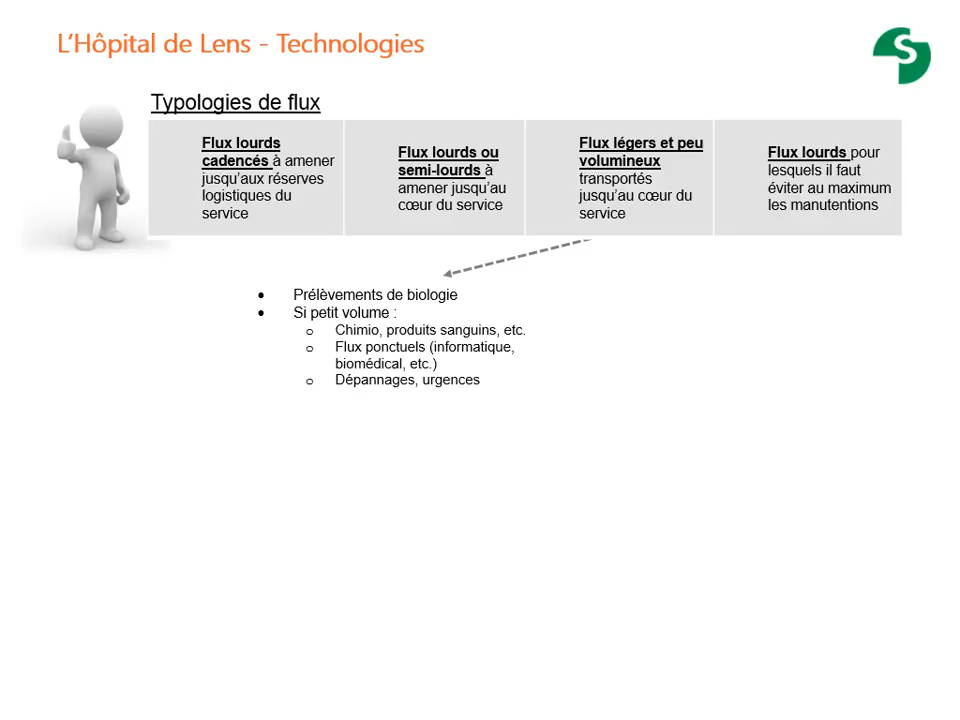 L'Hôpital de Lens - Technologies
S
Typologies de flux
Flux lourds
cadencés à amener
jusqu'aux réserves
logistiques du
service
Flux lourds ou
semi-lourds à
amener jusqu'au
cœur du service
Flux légers et peu
volumineux
transportés
jusqu'au cœur du
service
Flux lourds pour
lesquels il faut
éviter au maximum
les manutentions
• Prélèvements de biologie
• Si petit volume :
o Chimio, produits sanguins, etc.
o Flux ponctuels (informatique,
biomédical, etc.)
o Dépannages, urgences